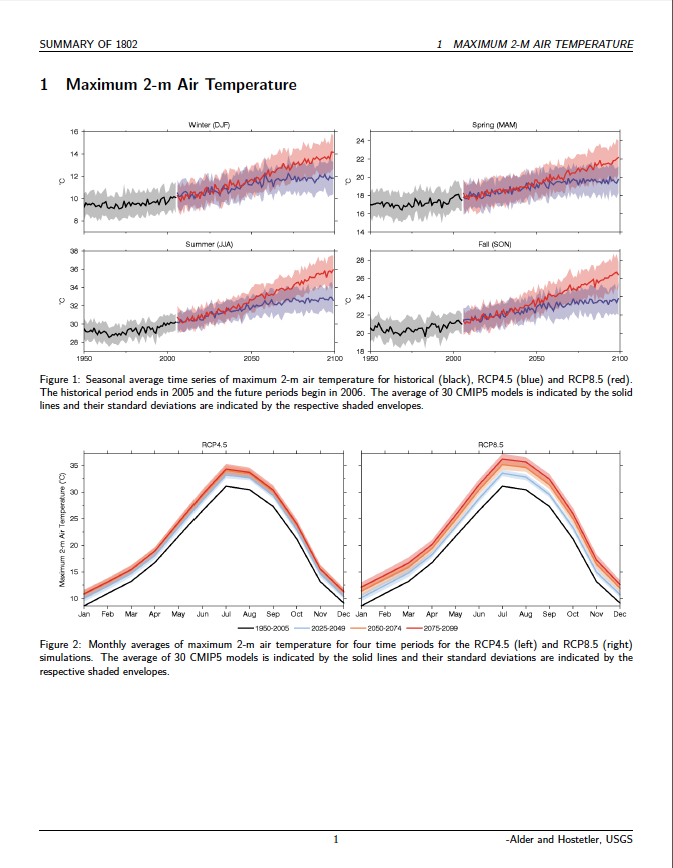 SUMMARY OF 1802 1 MAXIMUM 2-M AIR TEMPERATURE
1 Maximum 2-m Air Temperature
Winter (DJF)
16
14
12
10
8
°C
Spring (MAM)
24
22
20
18
16
14
°C
Summer (JJA)
38
36
34
32
30
28
°C
1950 2000 2050 2100
Fall (SON)
28
26
24
22
20
18
°C
1950 2000 2050 2100
Figure 1: Seasonal average time series of maximum 2-m air temperature for historical (black), RCP4.5 (blue) and RCP8.5 (red).
The historical period ends in 2005 and the future periods begin in 2006. The average of 30 CMIP5 models is indicated by the solid
lines and their standard deviations are indicated by the respective shaded envelopes.
RCP4.5
RCP8.5
Maximum 2-m Air Temperature (°C)
35
30
25
20
15
10
Jan Feb Mar Apr May Jun Jul Aug Sep Oct Nov Dec
Jan Feb Mar Apr May Jun Jul Aug Sep Oct Nov Dec
1950-2005 2025-2049 2050-2074 2075-2099
Figure 2: Monthly averages of maximum 2-m air temperature for four time periods for the RCP4.5 (left) and RCP8.5 (right)
simulations. The average of 30 CMIP5 models is indicated by the solid lines and their standard deviations are indicated by the
respective shaded envelopes.
1 -Alder and Hostetler, USGS